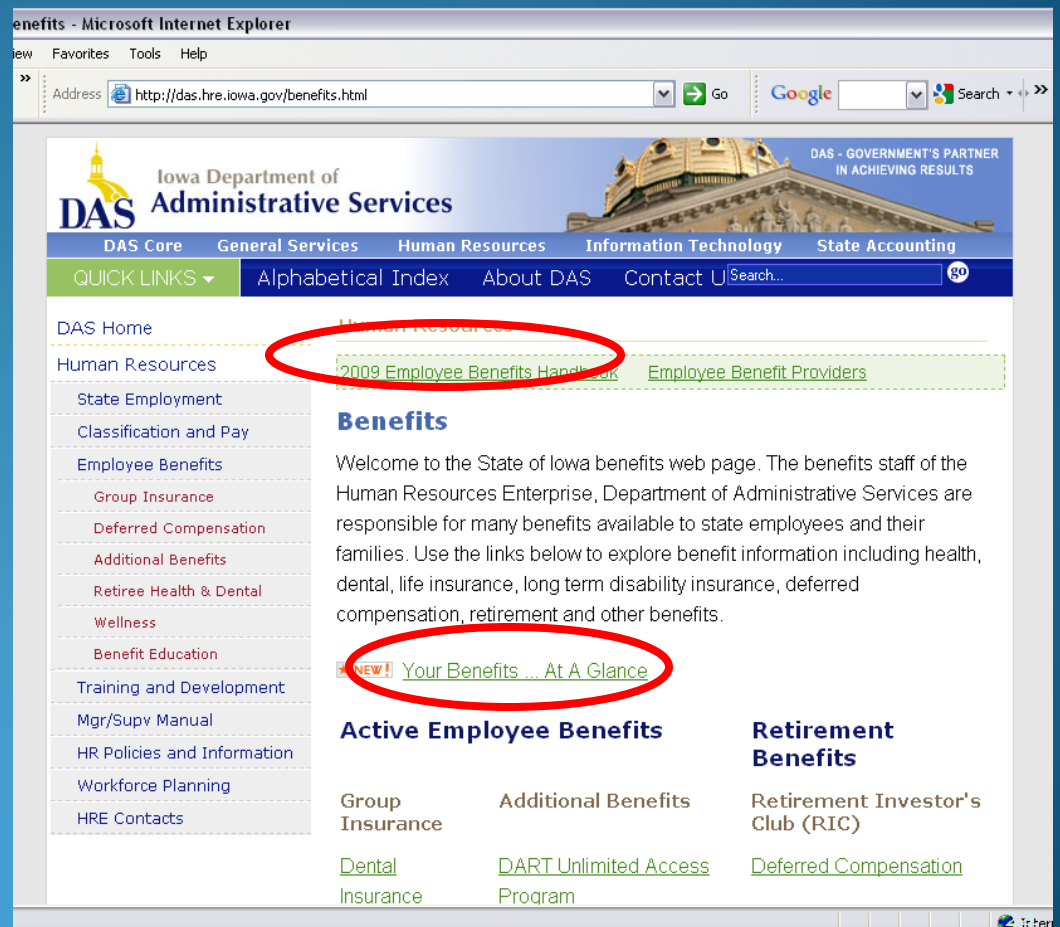 enefits - Microsoft Internet Explorer
iew Favorites Tools Help
» Address http://das.hre.iowa.gov/benefits.html Go Google Search »
Iowa Department of
DAS Administrative Services
DAS - GOVERNMENT'S PARTNER
IN ACHIEVING RESULTS
DAS Core General Services Human Resources Information Technology State Accounting
QUICK LINKS Alphabetical Index About DAS Contact U Search... go
DAS Home
Human Resources
State Employment
Classification and Pay
Employee Benefits
Group Insurance
Deferred Compensation
Additional Benefits
Retiree Health & Dental
Wellness
Benefit Education
Training and Development
Mgr/Supv Manual
HR Policies and Information
Workforce Planning
HRE Contacts
Human Resources
2009 Employee Benefits Handbook Employee Benefit Providers
Benefits
Welcome to the State of Iowa benefits web page. The benefits staff of the
Human Resources Enterprise, Department of Administrative Services are
responsible for many benefits available to state employees and their
families. Use the links below to explore benefit information including health,
dental, life insurance, long term disability insurance, deferred
compensation, retirement and other benefits.
NEW! Your Benefits ... At A Glance
Active Employee Benefits
Group
Insurance
Dental
Insurance
Additional Benefits
DART Unlimited Access
Program
Retirement
Benefits
Retirement Investor's
Club (RIC)
Deferred Compensation